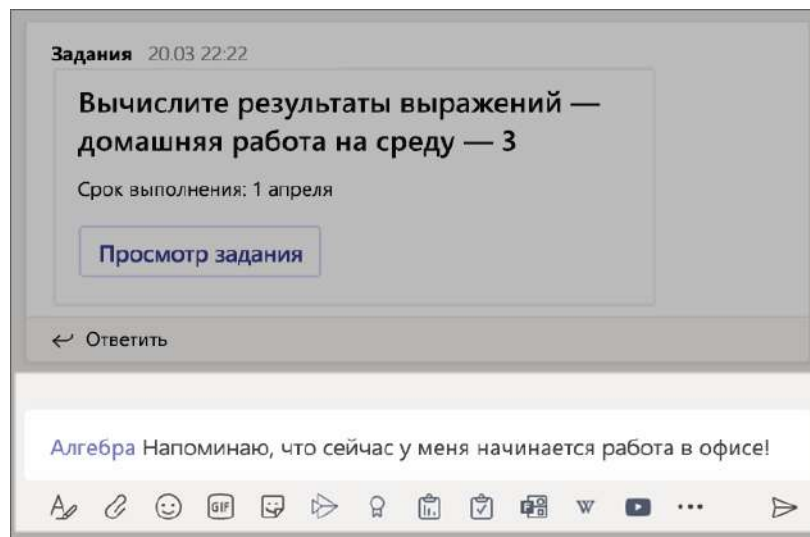 Задания 20.03 22:22
Вычислите результаты выражений —
домашняя работа на среду — 3
Срок выполнения: 1 апреля
Просмотр задания
Ответить
Алгебра Напоминаю, что сейчас у меня начинается работа в офисе!
GIF
W